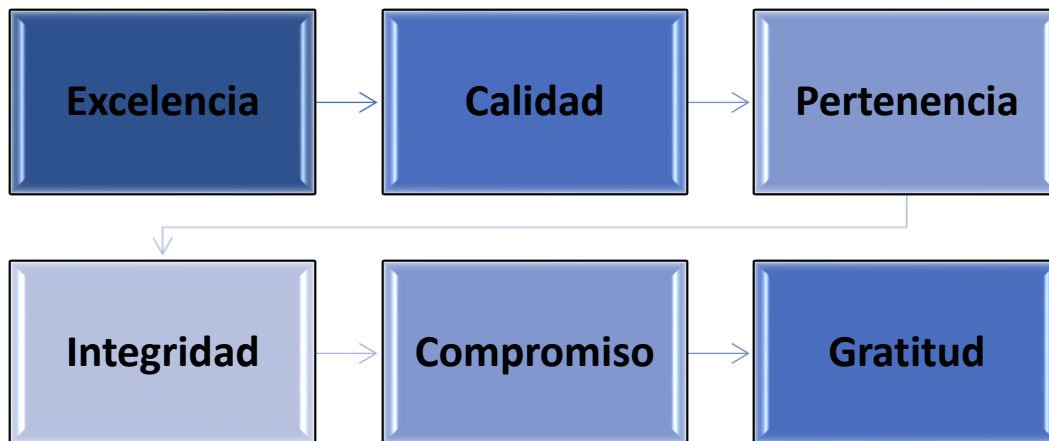 Excelencia
Calidad
Pertenencia
Integridad
Compromiso
Gratitud